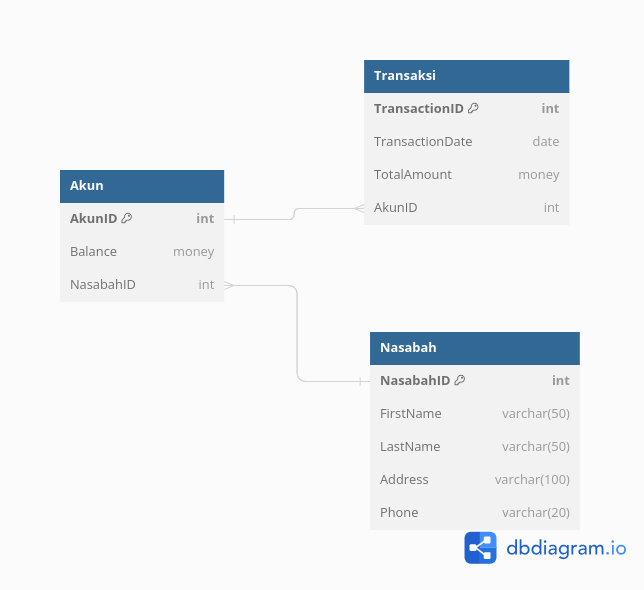 Transaksi
TransactionID int
TransactionDate date
TotalAmount money
AkunID int
Akun
AkunID int
Balance money
NasabahID int
Nasabah
NasabahID int
FirstName varchar(50)
LastName varchar(50)
Address varchar(100)
Phone varchar(20)
dbdiagram.io